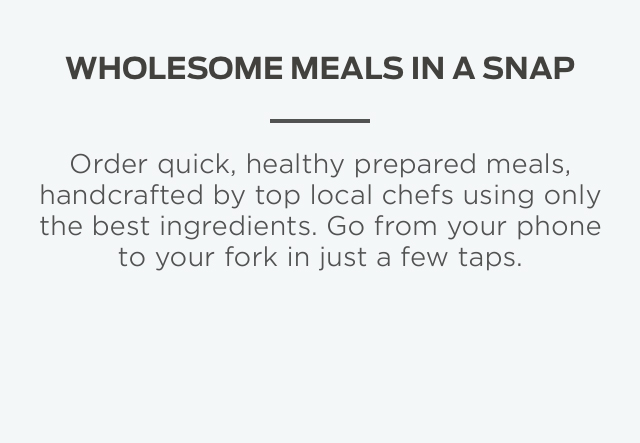 WHOLESOME MEALS IN A SNAP
Order quick, healthy prepared meals,
handcrafted by top local chefs using only
the best ingredients. Go from your phone
to your fork in just a few taps.